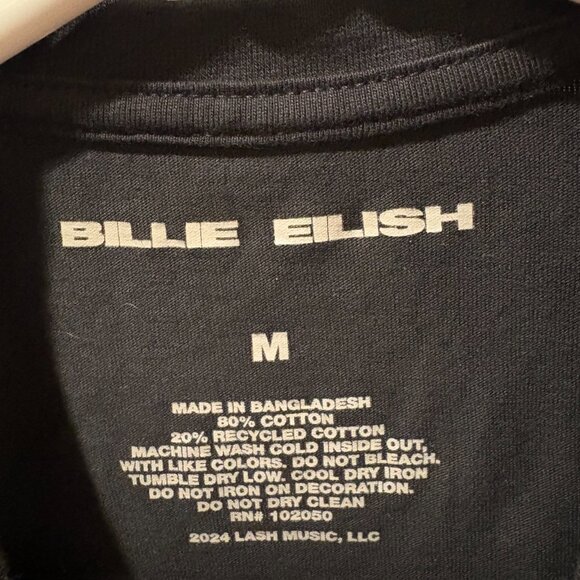 BILLIE EILISH
M
MADE IN BANGLADESH
80% COTTON
20% RECYCLED COTTON
MACHINE WASH COLD INSIDE OUT,
WITH LIKE COLORS. DO NOT BLEACH.
TUMBLE DRY LOW. COOL DRY IRON
DO NOT IRON ON DECORATION.
DO NOT DRY CLEAN
RN# 102050
2024 LASH MUSIC, LLC